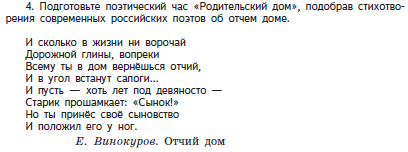 4. Подготовьте поэтический час «Родительский дом», подобрав стихотво-
рения современных российских поэтов об отчем доме.
И сколько в жизни ни ворочай
Дорожной глины, вопреки
Всему ты в дом вернёшься отчий,
И в угол встанут сапоги...
И пусть — хоть лет под девяносто —
Старик прошамкает: «Сынок!»
Но ты принёс своё сыновство
И положил его у ног.
Е. Винокуров. Отчий дом